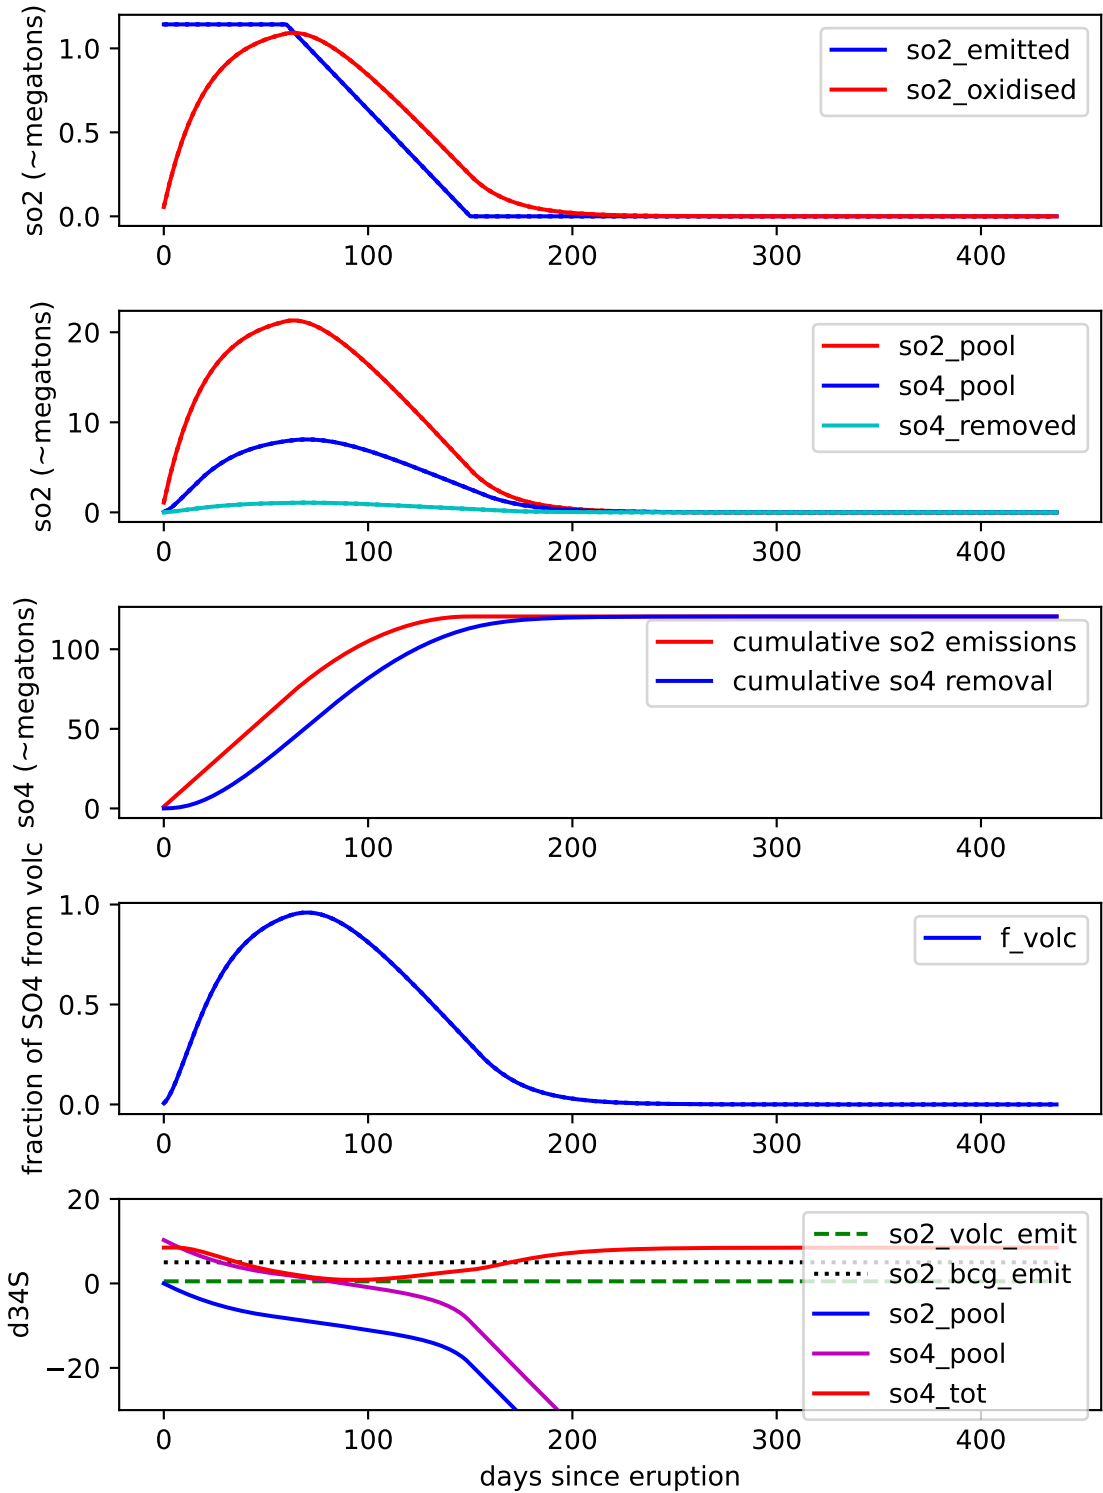 so2 (~megatons)
1.0
0.5
0.0
so2_emitted
so2_oxidised
0 100 200 300 400
so2 (~megatons)
20
10
0
so2_pool
so4_pool
so4_removed
0 100 200 300 400
so4 (~megatons)
100
50
0
cumulative so2 emissions
cumulative so4 removal
0 100 200 300 400
fraction of SO4 from volc
1.0
0.5
0.0
f_volc
0 100 200 300 400
d34S
20
0
−20
so2_volc_emit
so2_bcg_emit
so2_pool
so4_pool
so4_tot
0 100 200 300 400
days since eruption